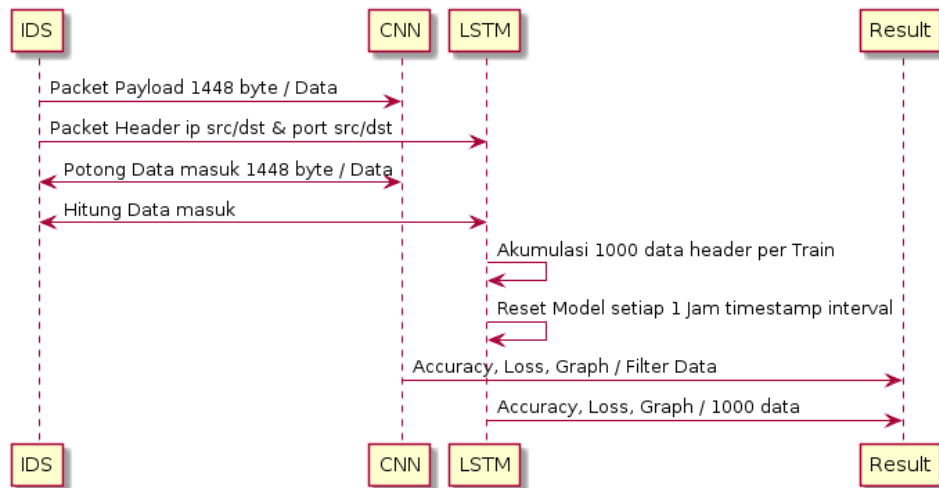 IDS
CNN
LSTM
Result
Packet Payload 1448 byte / Data
Packet Header ip src/dst & port src/dst
Potong Data masuk 1448 byte / Data
Hitung Data masuk
Akumulasi 1000 data header per Train
Reset Model setiap 1 Jam timestamp interval
Accuracy, Loss, Graph / Filter Data
Accuracy, Loss, Graph / 1000 data
IDS
CNN
LSTM
Result